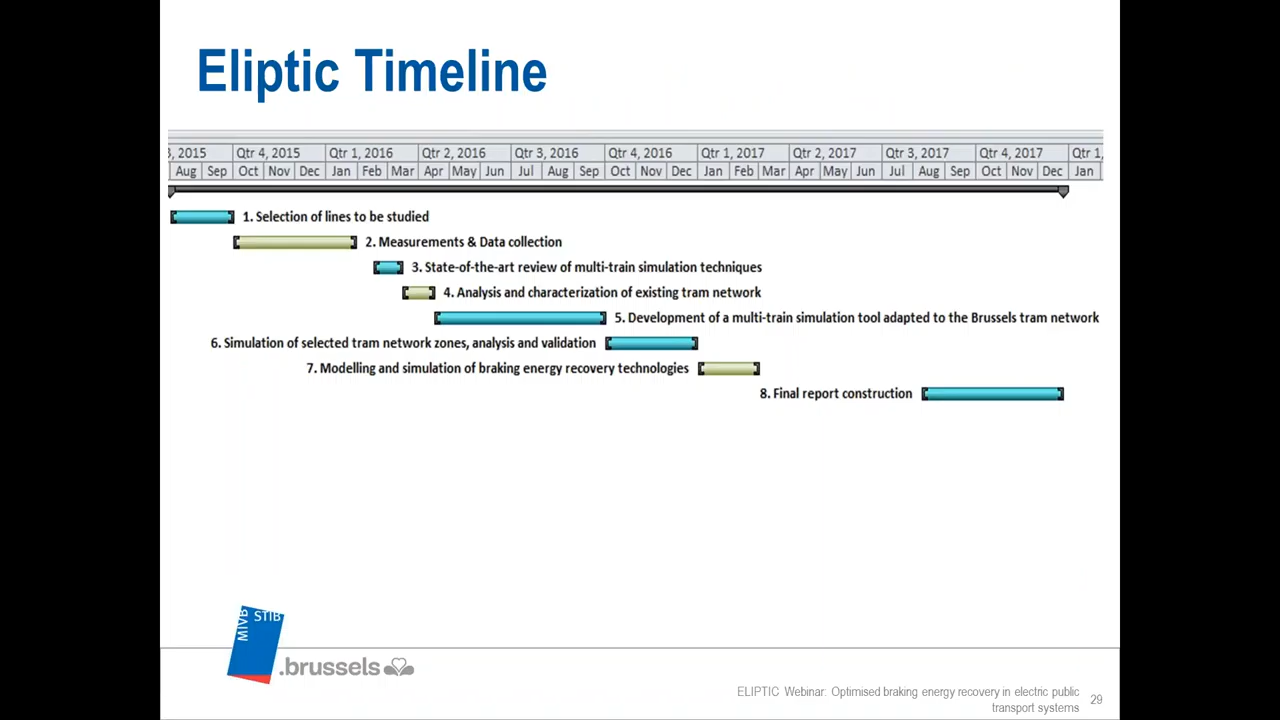 Eliptic Timeline
3, 2015 Qtr 4, 2015 Qtr 1, 2016 Qtr 2, 2016 Qtr 3, 2016 Qtr 4, 2016 Qtr 1, 2017 Qtr 2, 2017 Qtr 3, 2017 Qtr 4, 2017 Qtr 1,
Aug Sep Oct Nov Dec Jan Feb Mar Apr May Jun Jul Aug Sep Oct Nov Dec Jan Feb Mar Apr May Jun Jul Aug Sep Oct Nov Dec Jan
1. Selection of lines to be studied
2. Measurements & Data collection
3. State-of-the-art review of multi-train simulation techniques
4. Analysis and characterization of existing tram network
5. Development of a multi-train simulation tool adapted to the Brussels tram network
6. Simulation of selected tram network zones, analysis and validation
7. Modelling and simulation of braking energy recovery technologies
8. Final report construction
MIVB STIB
.brussels
ELIPTIC Webinar: Optimised braking energy recovery in electric public
transport systems
29